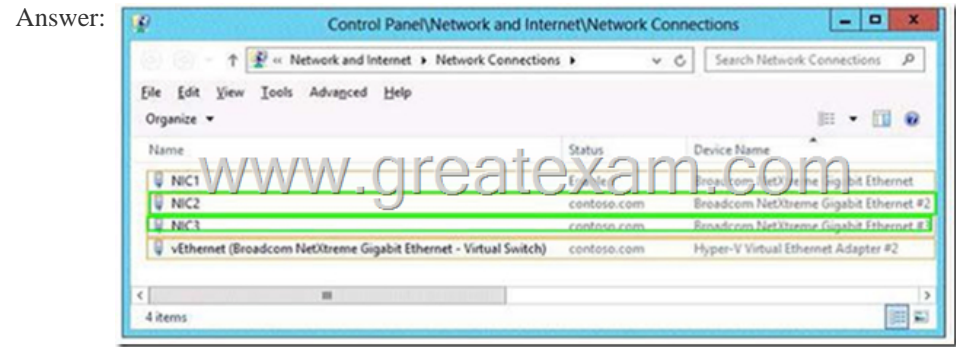 Answer:
Control Panel\Network and Internet\Network Connections
« Network and Internet ▸ Network Connections ▸
Search Network Connections
File Edit View Tools Advanced Help
Organize
Name Status Device Name
www.greatexam.com
NIC1 Enabled Broadcom NetXtreme Gigabit Ethernet
NIC2 contoso.com Broadcom NetXtreme Gigabit Ethernet #2
NIC3 contoso.com Broadcom NetXtreme Gigabit Ethernet #3
vEthernet (Broadcom NetXtreme Gigabit Ethernet - Virtual Switch) contoso.com Hyper-V Virtual Ethernet Adapter #2
4 items